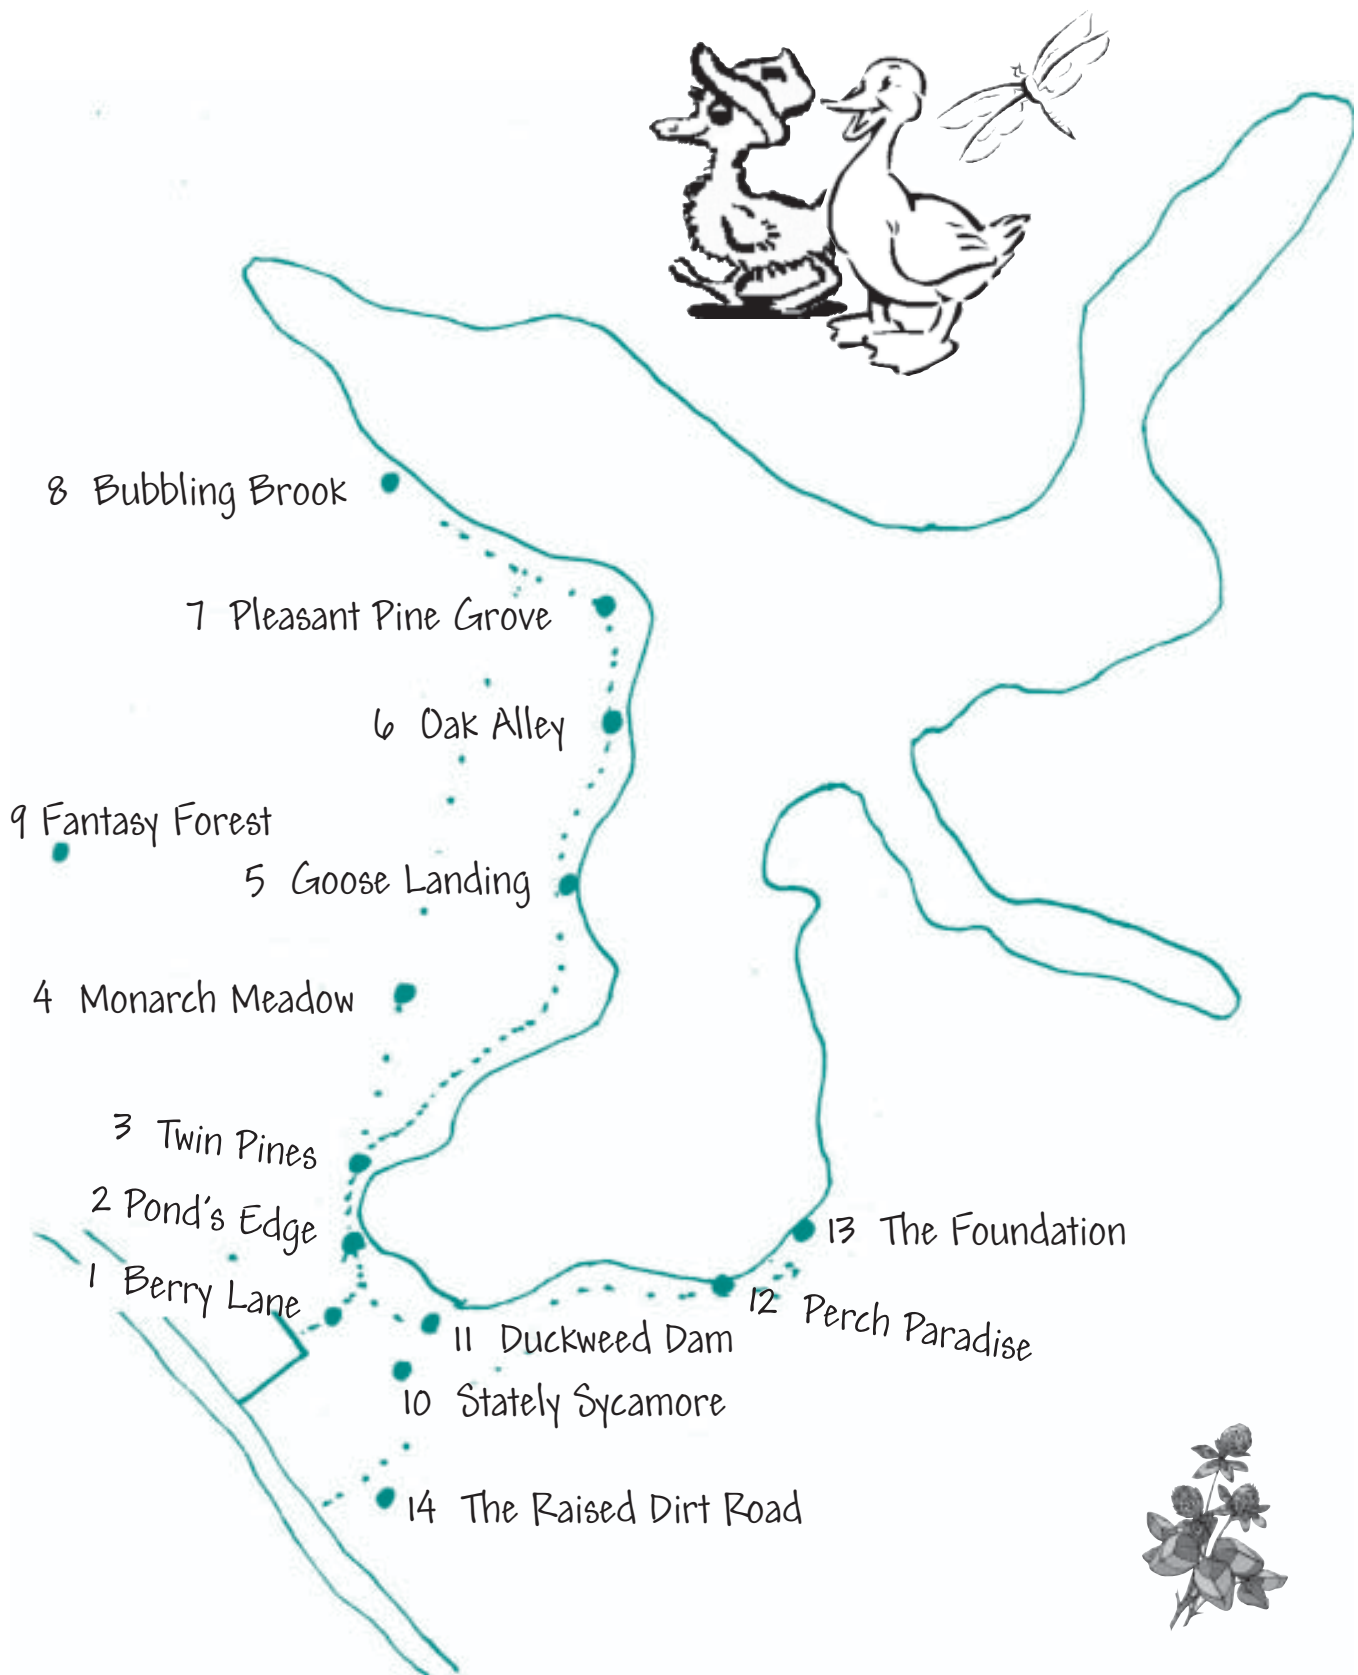 8 Bubbling Brook
7 Pleasant Pine Grove
6 Oak Alley
9 Fantasy Forest
5 Goose Landing
4 Monarch Meadow
3 Twin Pines
2 Pond's Edge
13 The Foundation
1 Berry Lane
12 Perch Paradise
11 Duckweed Dam
10 Stately Sycamore
14 The Raised Dirt Road